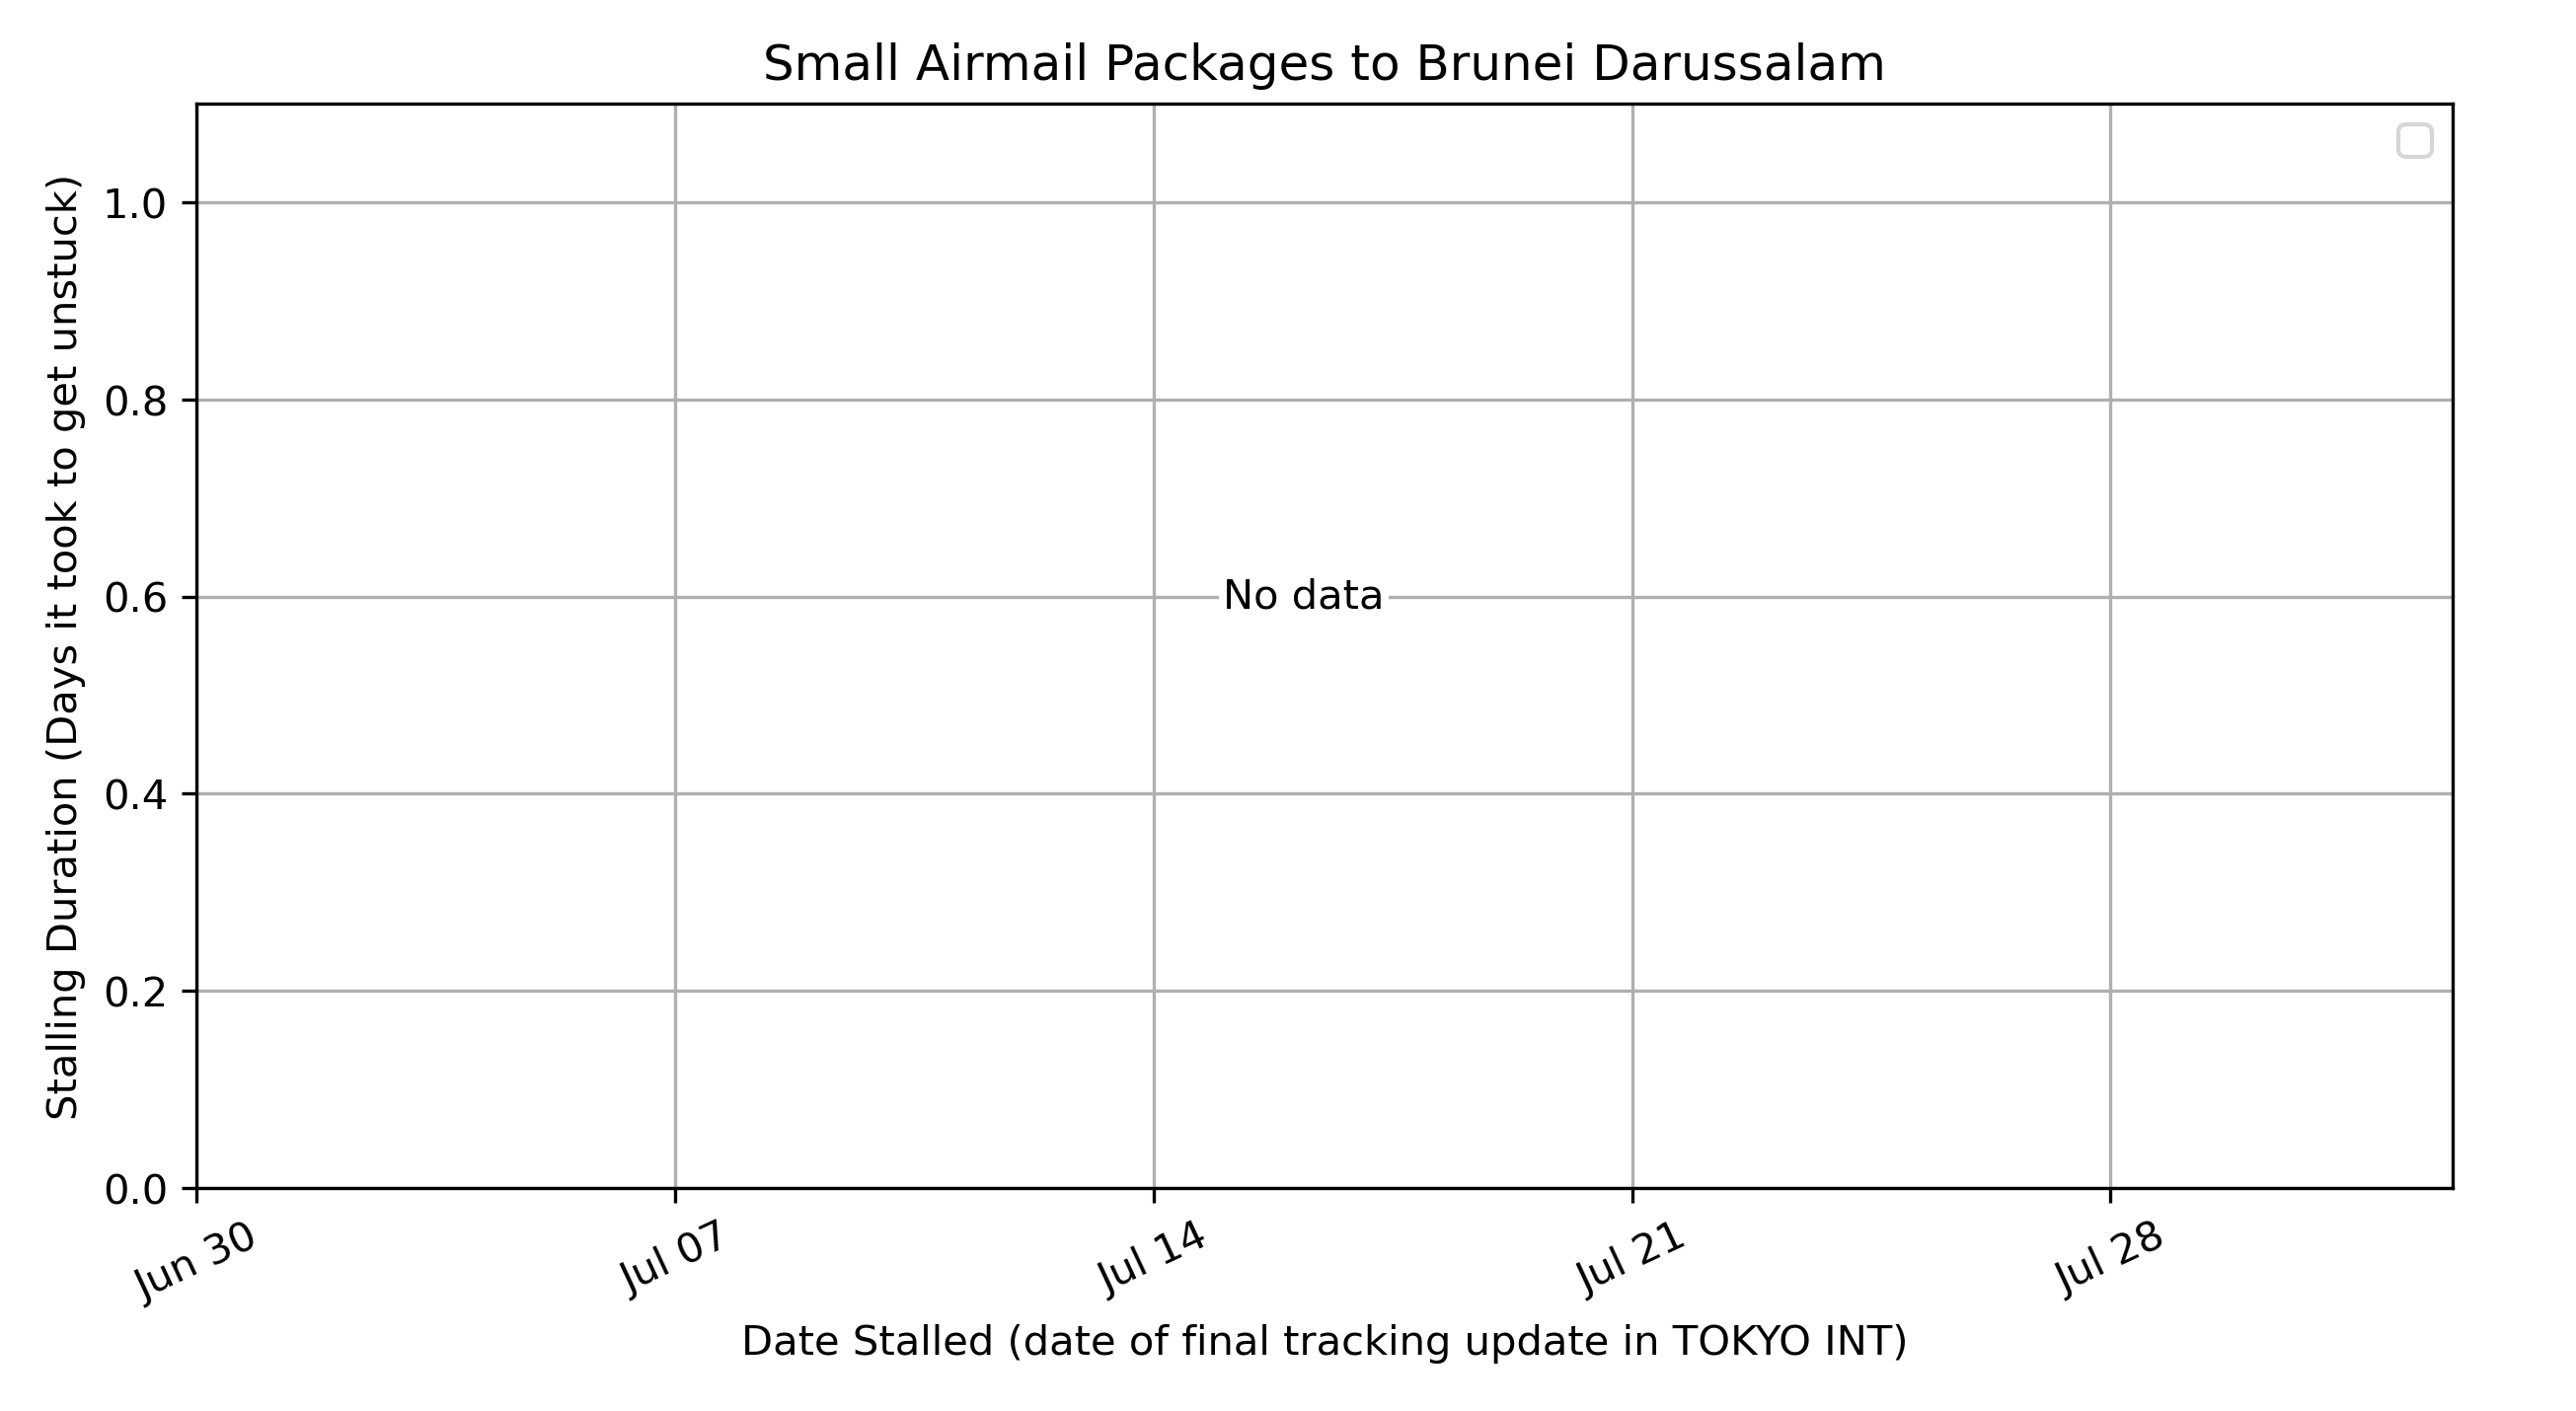 Small Airmail Packages to Brunei Darussalam
Stalling Duration (Days it took to get unstuck)
1.0
0.8
0.6
0.4
0.2
0.0
No data
Jun 30
Jul 07
Jul 14
Jul 21
Jul 28
Date Stalled (date of final tracking update in TOKYO INT)